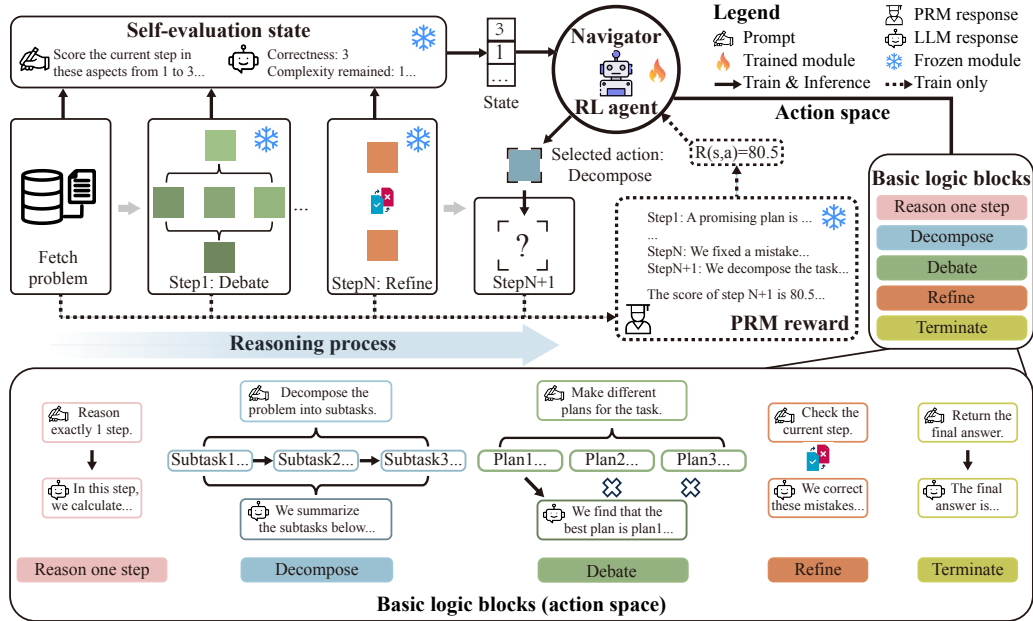 Self-evaluation state
Score the current step in
these aspects from 1 to 3...
Correctness: 3
Complexity remained: 1...
3
1
...
State
Navigator
RL agent
Legend
Prompt
Trained module
Train & Inference
PRM response
LLM response
Frozen module
Train only
Action space
Fetch
problem
Step1: Debate
...
StepN: Refine
Selected action:
Decompose
?
StepN+1
R(s,a)=80.5
Step1: A promising plan is ...
...
StepN: We fixed a mistake...
StepN+1: We decompose the task...
The score of step N+1 is 80.5...
PRM reward
Basic logic blocks
Reason one step
Decompose
Debate
Refine
Terminate
Reasoning process
Reason
exactly 1 step.
In this step,
we calculate...
Reason one step
Decompose the
problem into subtasks.
Subtask1...
Subtask2...
Subtask3...
We summarize
the subtasks below...
Decompose
Make different
plans for the task.
Plan1...
Plan2...
Plan3...
We find that the
best plan is plan1...
Debate
Check the
current step.
We correct
these mistakes...
Refine
Return the
final answer.
The final
answer is...
Terminate
Basic logic blocks (action space)